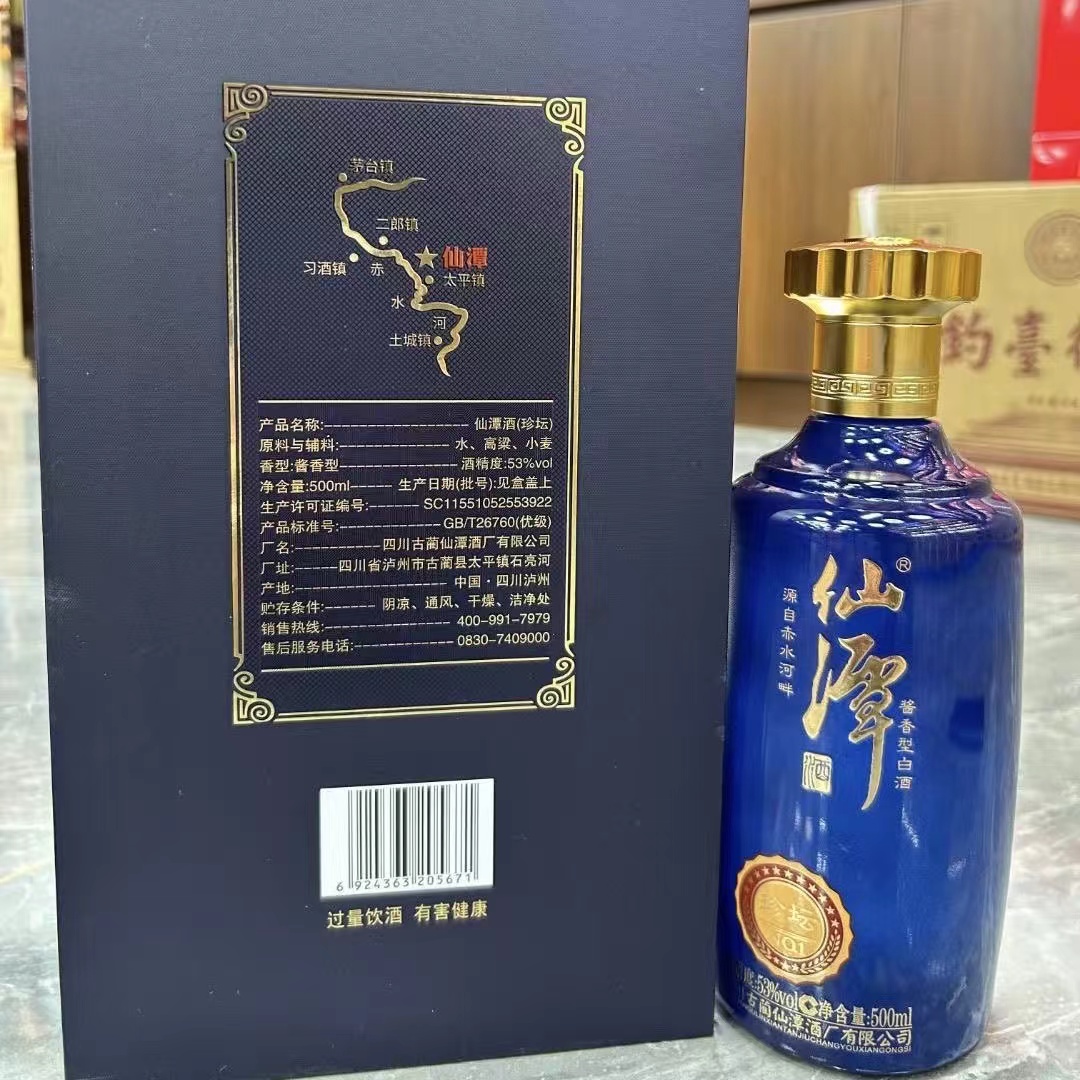 茅台镇
二郎镇
仙潭
习酒镇
赤
太平镇
水
河
土城镇
产品名称:------------------仙潭酒(珍坛)
原料与辅料:--------------水、高粱、小麦
香型:酱香型---------------酒精度:53%vol
净含量:500ml-----生产日期(批号):见盒盖上
生产许可证编号:------SC11551052553922
产品标准号:-------------GB/T26760(优级)
厂名:-----------四川古蔺仙潭酒厂有限公司
厂址:-----四川省泸州市古蔺县太平镇石亮河
产地:-------------------中国·四川泸州
贮存条件:------阴凉、通风、干燥、洁净处
销售热线:----------------400-991-7979
售后服务电话:-------------0830-7409000
6 924363 205671
过量饮酒 有害健康
仙潭®
酒
源自赤水河畔
酱香型白酒
珍坛
度:53%vol 净含量:500ml
古蔺仙潭酒厂有限公司
钓臺